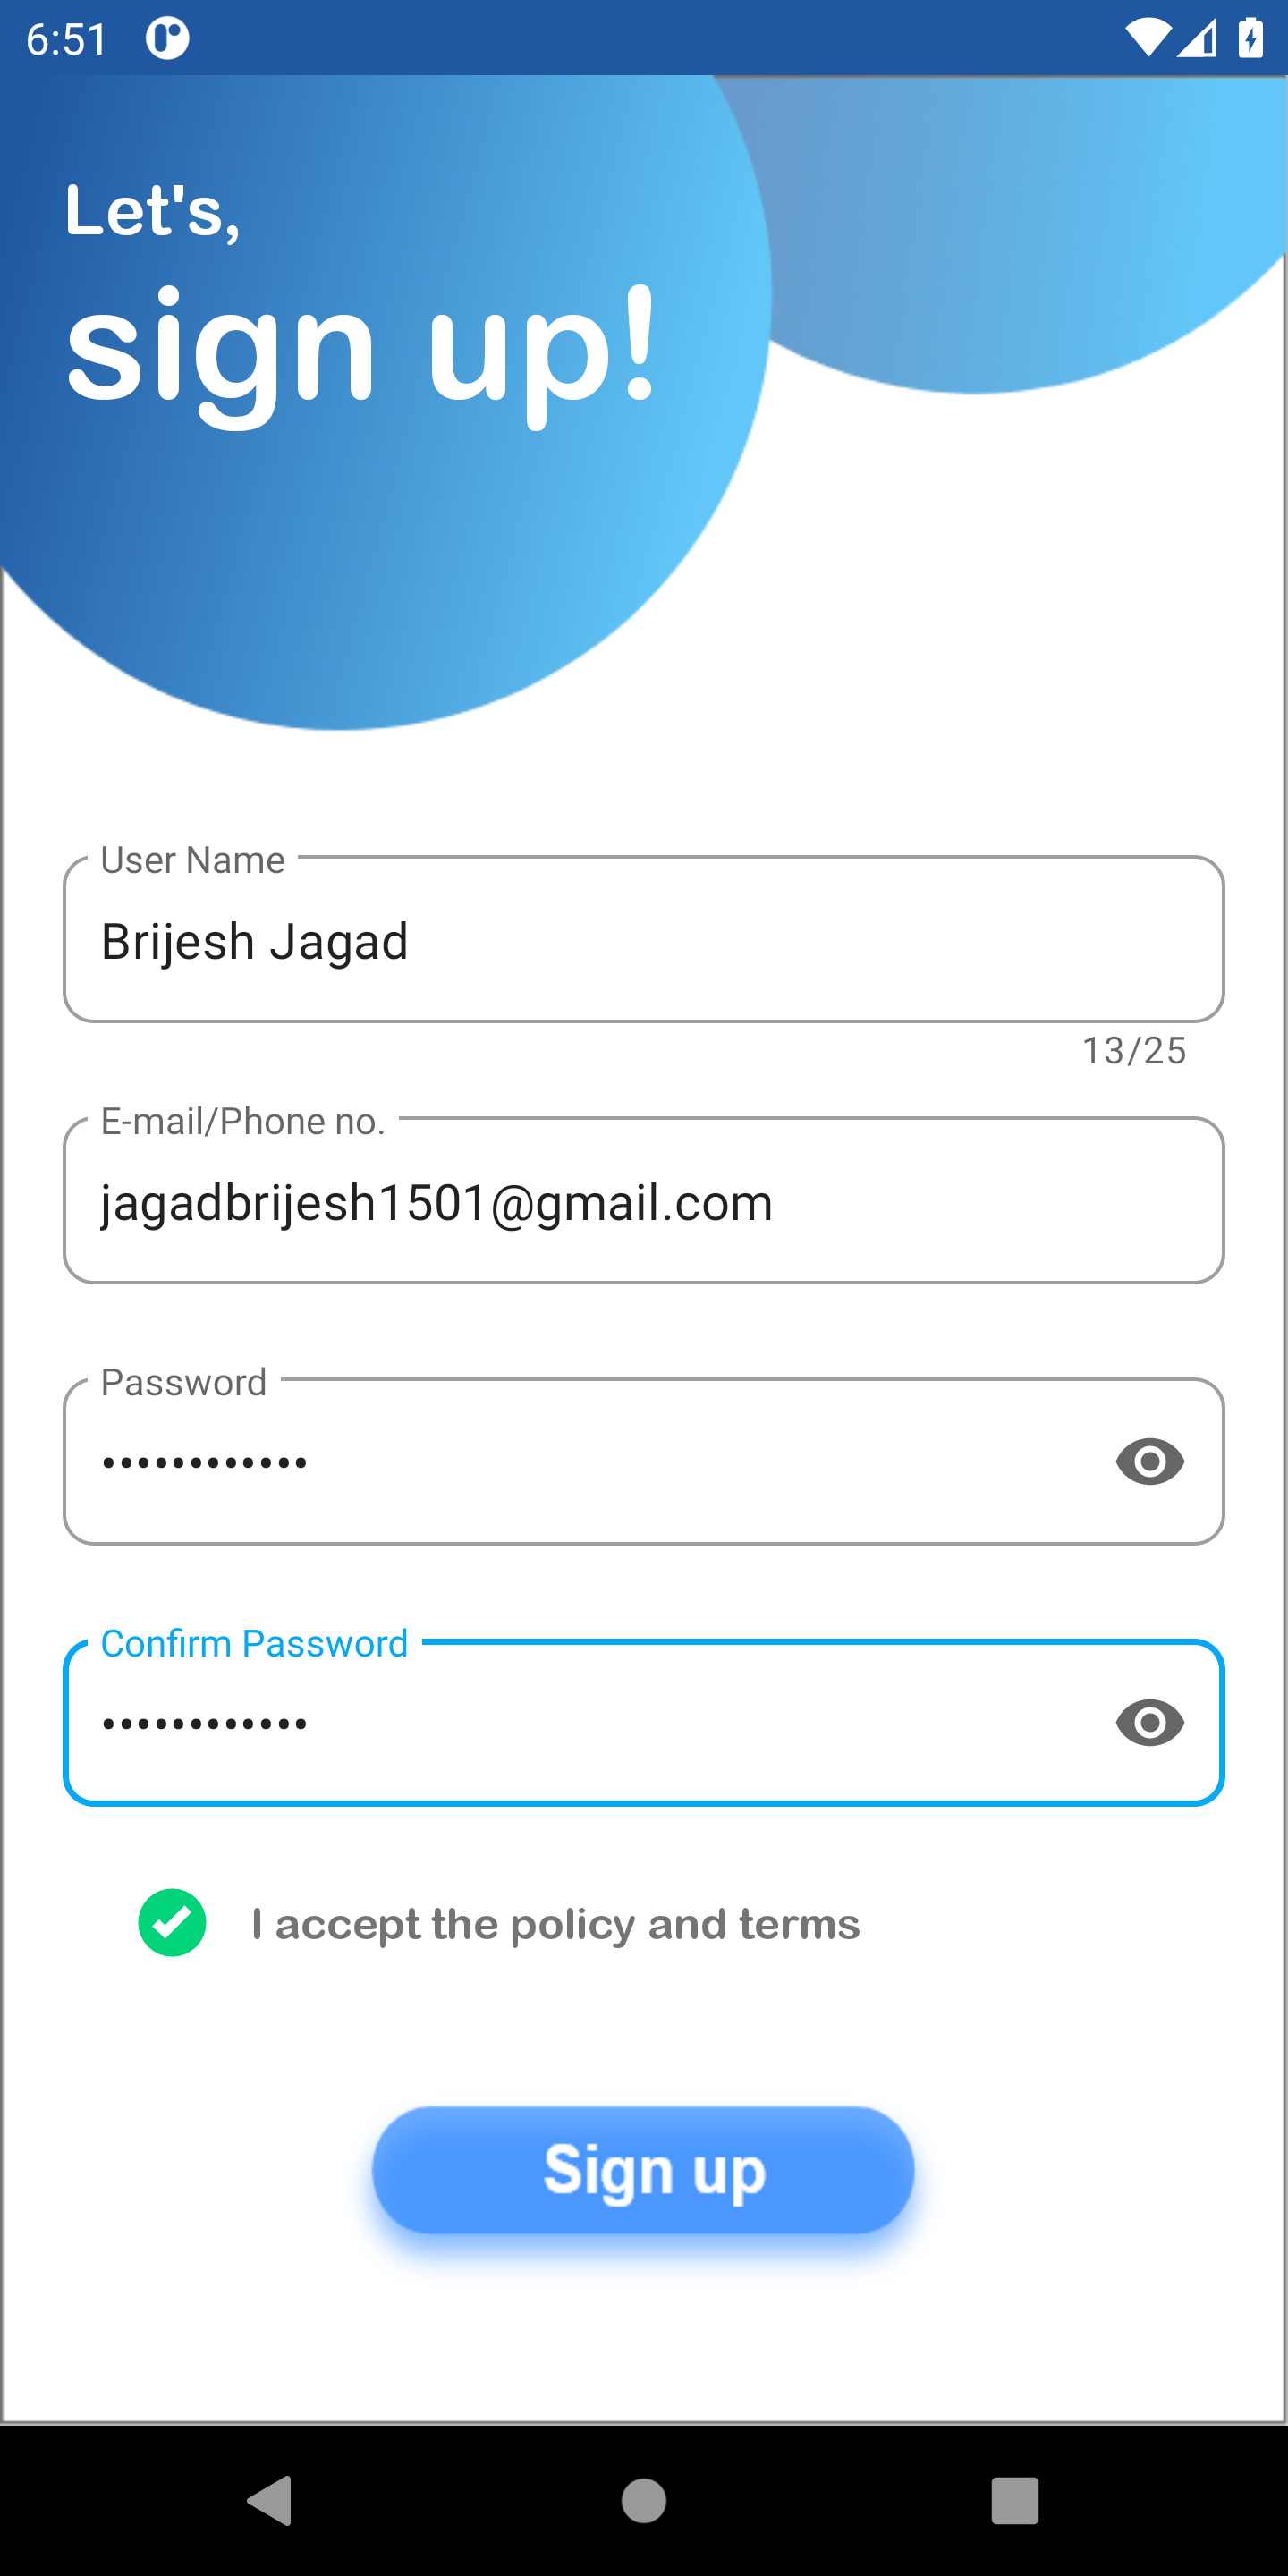 6:51
Let's,
sign up!
User Name
Brijesh Jagad
13/25
E-mail/Phone no.
jagadbrijesh1501@gmail.com
Password
••••••••••••
Confirm Password
••••••••••••
I accept the policy and terms
Sign up